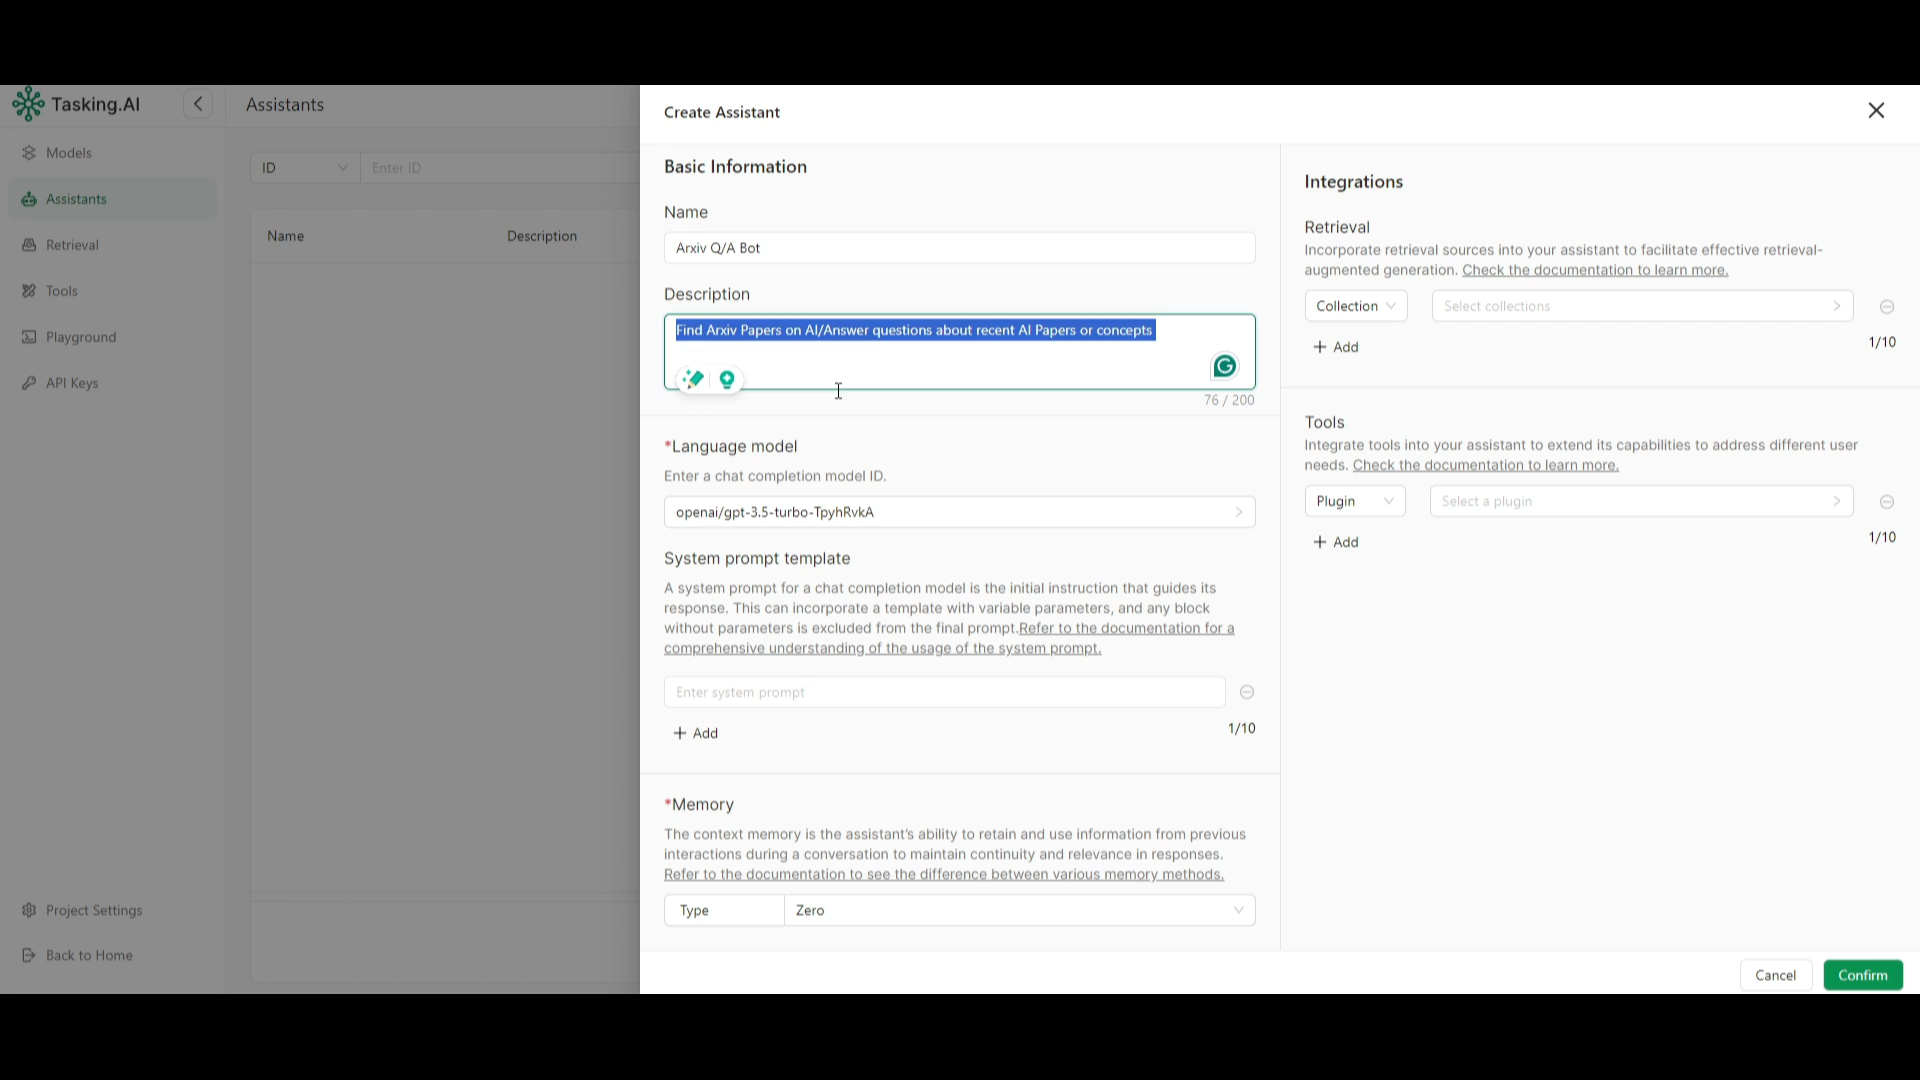 Tasking.AI
Models
Assistants
Retrieval
Tools
Playground
API Keys
Project Settings
Back to Home
Assistants
ID
Enter ID
Name
Description
Create Assistant
Basic Information
Name
Arxiv Q/A Bot
Description
Find Arxiv Papers on AI/Answer questions about recent AI Papers or concepts
76 / 200
*Language model
Enter a chat completion model ID.
openai/gpt-3.5-turbo-TpyhRvkA
System prompt template
A system prompt for a chat completion model is the initial instruction that guides its
response. This can incorporate a template with variable parameters, and any block
without parameters is excluded from the final prompt.Refer to the documentation for a
comprehensive understanding of the usage of the system prompt.
Enter system prompt
+ Add
1/10
*Memory
The context memory is the assistant's ability to retain and use information from previous
interactions during a conversation to maintain continuity and relevance in responses.
Refer to the documentation to see the difference between various memory methods.
Type
Zero
Integrations
Retrieval
Incorporate retrieval sources into your assistant to facilitate effective retrieval-
augmented generation. Check the documentation to learn more.
Collection
Select collections
+ Add
1/10
Tools
Integrate tools into your assistant to extend its capabilities to address different user
needs. Check the documentation to learn more.
Plugin
Select a plugin
+ Add
1/10
Cancel
Confirm